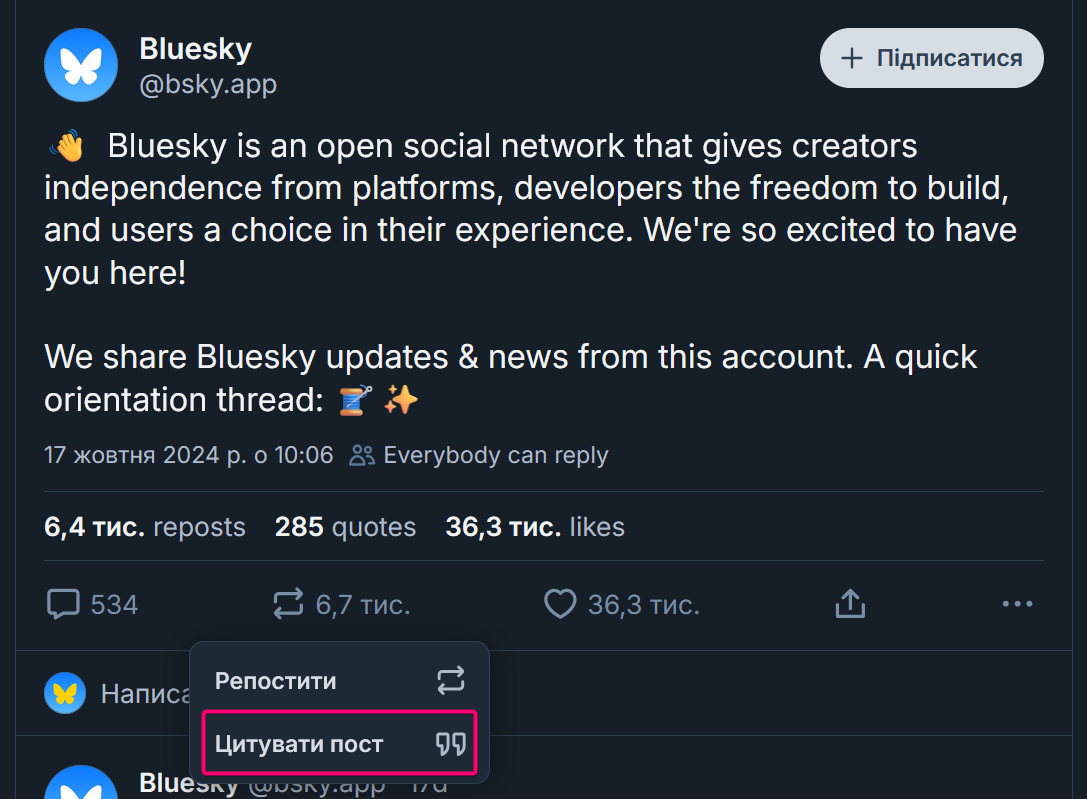 Bluesky
@bsky.app
+ Підписатися
👋 Bluesky is an open social network that gives creators
independence from platforms, developers the freedom to build,
and users a choice in their experience. We're so excited to have
you here!
We share Bluesky updates & news from this account. A quick
orientation thread: 🧵 ✨
17 жовтня 2024 р. о 10:06 Everybody can reply
6,4 тис. reposts 285 quotes 36,3 тис. likes
534 6,7 тис. 36,3 тис.
Репостити
Написа
Цитувати пост
Bluesky @bsky.app · 17d